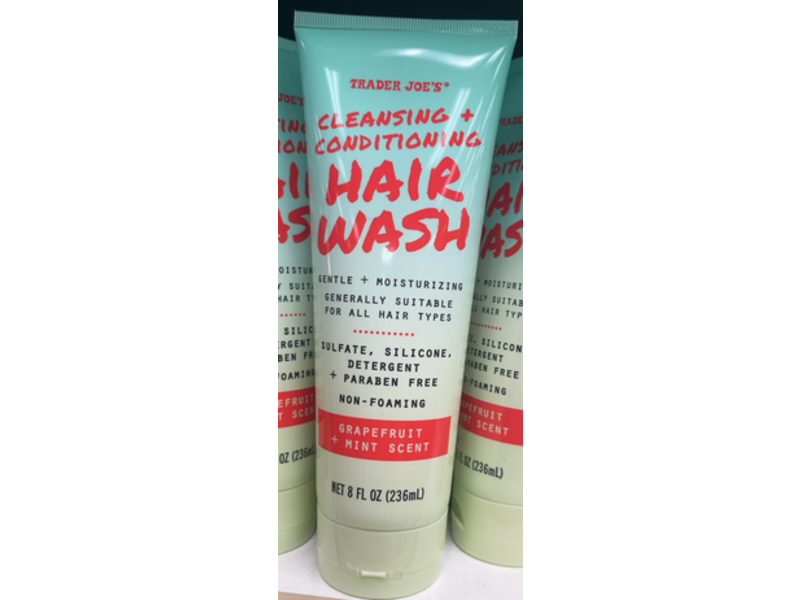 TRADER JOE'S®
CLEANSING +
CONDITIONING
HAIR
WASH
GENTLE + MOISTURIZING
GENERALLY SUITABLE
FOR ALL HAIR TYPES
SULFATE, SILICONE,
DETERGENT
+ PARABEN FREE
NON-FOAMING
GRAPEFRUIT
+ MINT SCENT
NET 8 FL OZ (236mL)